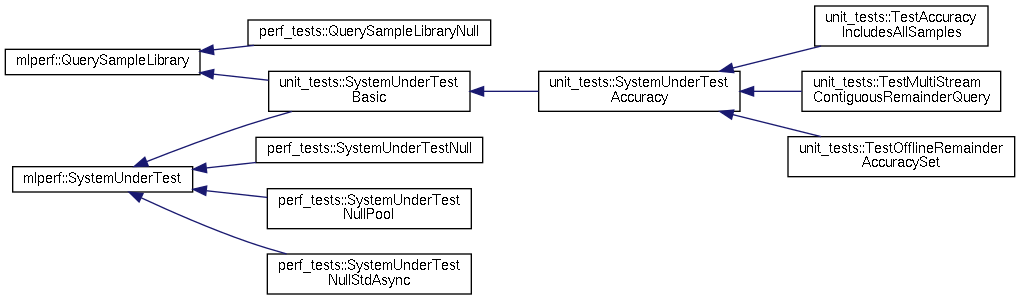 mlperf::QuerySampleLibrary
perf_tests::QuerySampleLibraryNull
unit_tests::SystemUnderTest
Basic
unit_tests::SystemUnderTest
Accuracy
unit_tests::TestAccuracy
IncludesAllSamples
unit_tests::TestMultiStream
ContiguousRemainderQuery
unit_tests::TestOfflineRemainder
AccuracySet
mlperf::SystemUnderTest
perf_tests::SystemUnderTestNull
perf_tests::SystemUnderTest
NullPool
perf_tests::SystemUnderTest
NullStdAsync